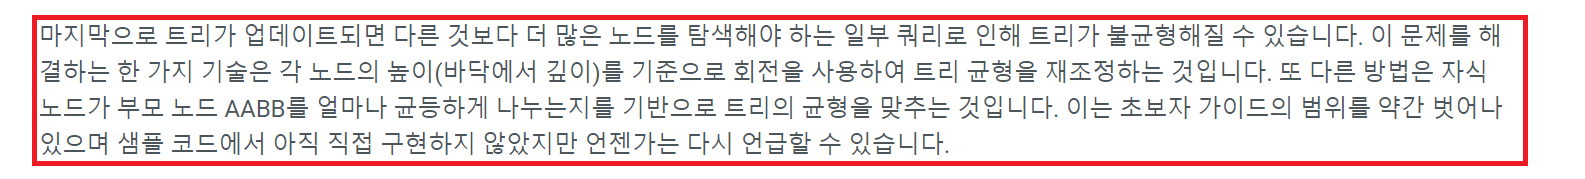 마지막으로 트리가 업데이트되면 다른 것보다 더 많은 노드를 탐색해야 하는 일부 쿼리로 인해 트리가 불균형해질 수 있습니다. 이 문제를 해
결하는 한 가지 기술은 각 노드의 높이(바닥에서 깊이)를 기준으로 회전을 사용하여 트리 균형을 재조정하는 것입니다. 또 다른 방법은 자식
노드가 부모 노드 AABB를 얼마나 균등하게 나누는지를 기반으로 트리의 균형을 맞추는 것입니다. 이는 초보자 가이드의 범위를 약간 벗어나
있으며 샘플 코드에서 아직 직접 구현하지 않았지만 언젠가는 다시 언급할 수 있습니다.